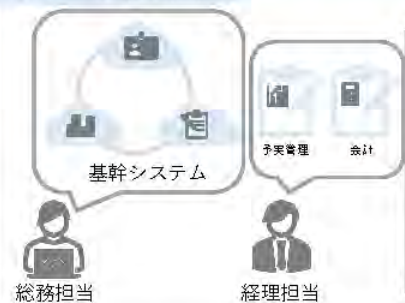 基幹システム
予実管理
会計
総務担当
経理担当